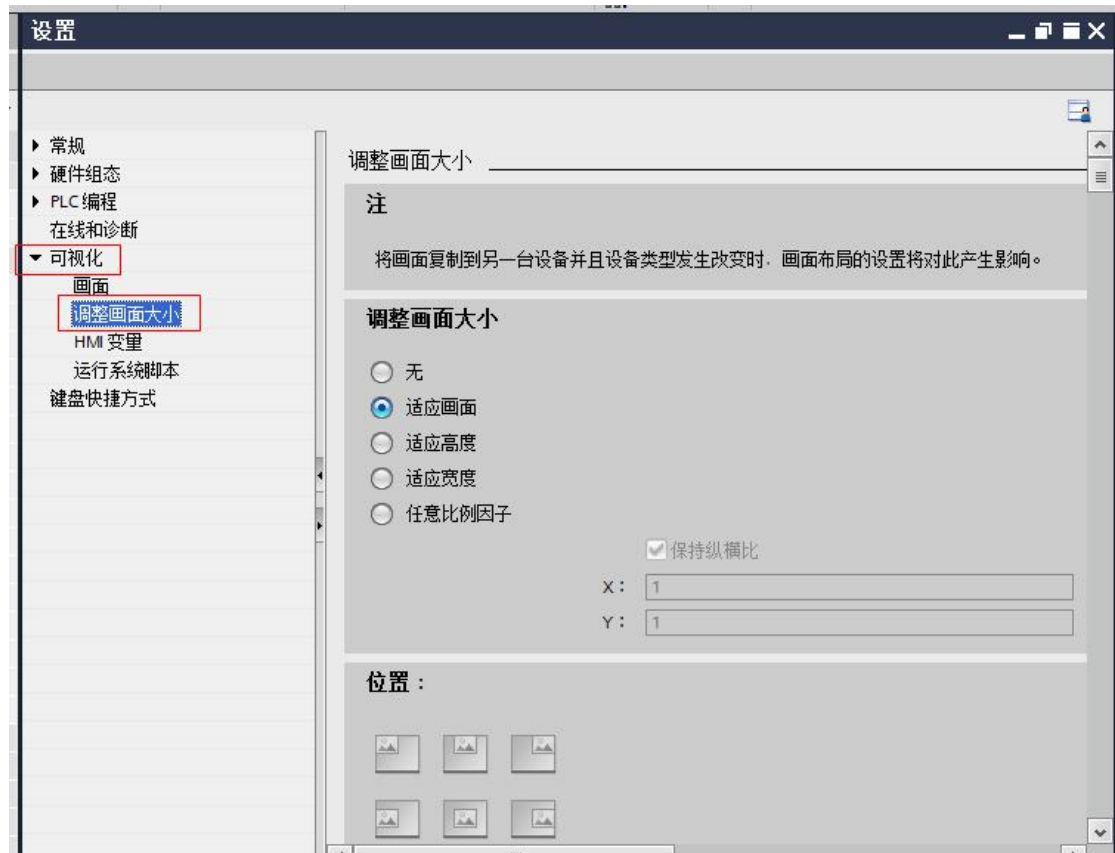 设置
常规
硬件组态
PLC 编程
在线和诊断
可视化
画面
调整画面大小
HMI 变量
运行系统脚本
键盘快捷方式
调整画面大小
注
将画面复制到另一台设备并且设备类型发生改变时，画面布局的设置将对此产生影响。
调整画面大小
无
适应画面
适应高度
适应宽度
任意比例因子
保持纵横比
X： 1
Y： 1
位置：